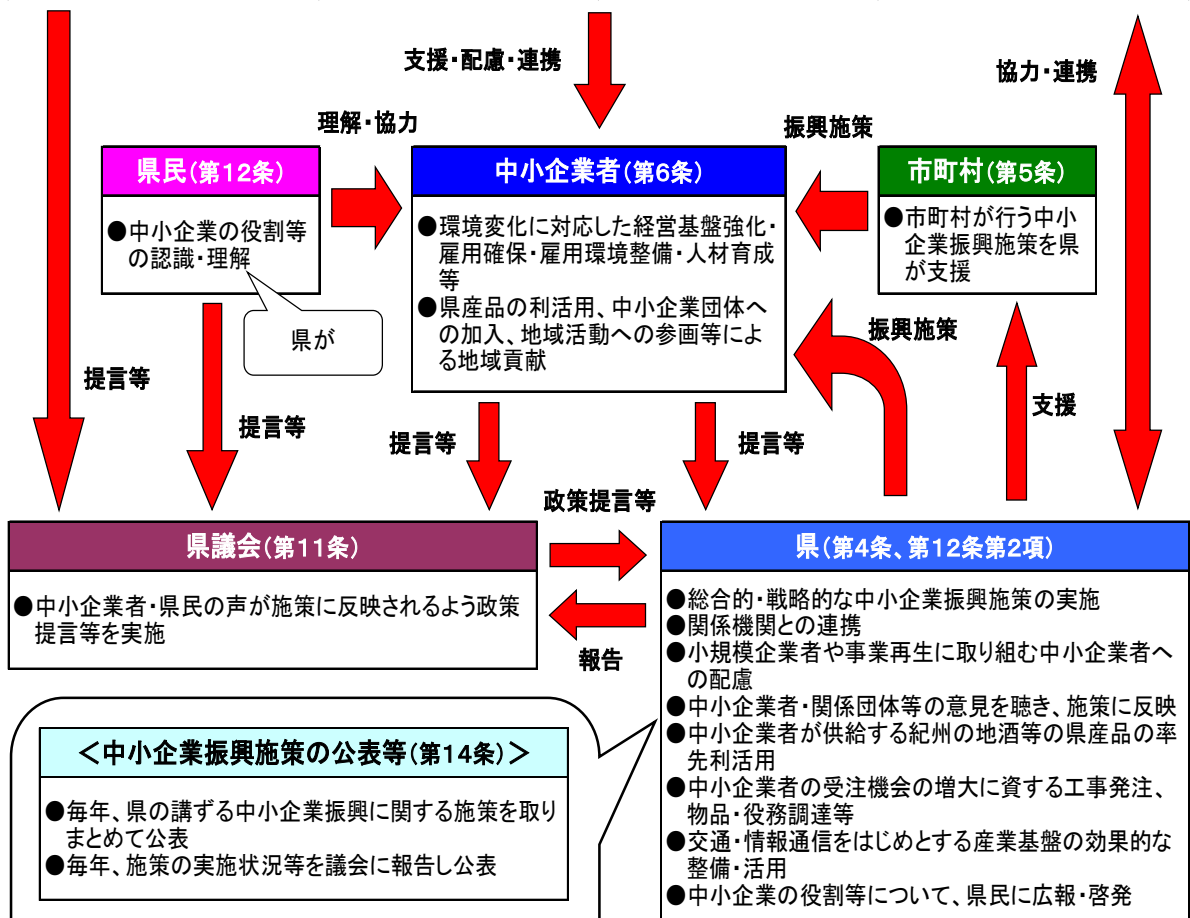 支援・配慮・連携
協力・連携
理解・協力
振興施策
県民(第12条)
●中小企業の役割等
の認識・理解
県が
中小企業者(第6条)
●環境変化に対応した経営基盤強化・
雇用確保・雇用環境整備・人材育成
等
●県産品の利活用、中小企業団体へ
の加入、地域活動への参画等によ
る地域貢献
市町村(第5条)
●市町村が行う中小
企業振興施策を県
が支援
振興施策
提言等
提言等
提言等
提言等
支援
政策提言等
県議会(第11条)
●中小企業者・県民の声が施策に反映されるよう政策
提言等を実施
報告
県(第4条、第12条第2項)
●総合的・戦略的な中小企業振興施策の実施
●関係機関との連携
●小規模企業者や事業再生に取り組む中小企業者へ
の配慮
●中小企業者・関係団体等の意見を聴き、施策に反映
●中小企業者が供給する紀州の地酒等の県産品の率
先利活用
●中小企業者の受注機会の増大に資する工事発注、
物品・役務調達等
●交通・情報通信をはじめとする産業基盤の効果的な
整備・活用
●中小企業の役割等について、県民に広報・啓発
＜中小企業振興施策の公表等(第14条)＞
●毎年、県の講ずる中小企業振興に関する施策を取り
まとめて公表
●毎年、施策の実施状況等を議会に報告し公表